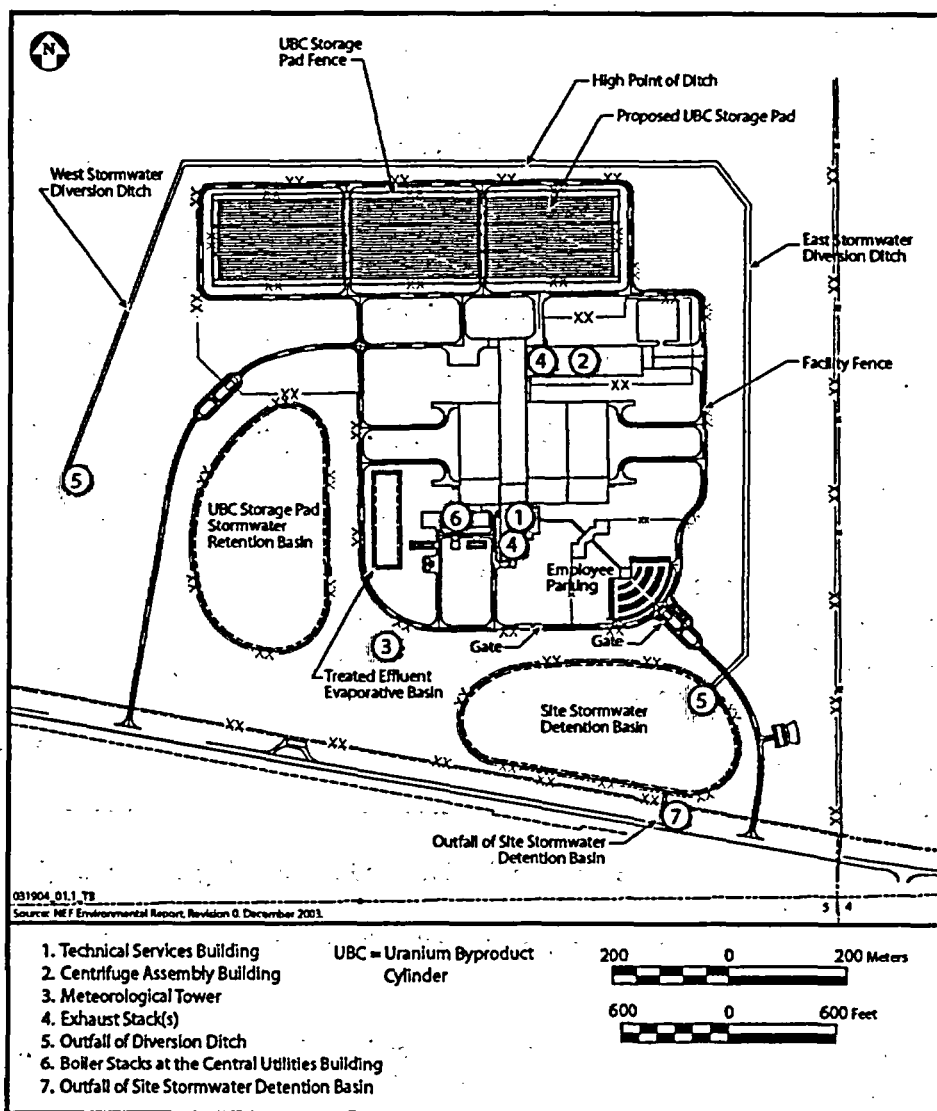 N
UBC Storage
Pad Fence
High Point of Ditch
Proposed UBC Storage Pad
West Stormwater
Diversion Ditch
XX XX XX XX
East Stormwater
Diversion Ditch
XX
4 2
XX
Facility Fence
XX
5
UBC Storage Pad
Stormwater
Retention Basin
6 1
4
Employee
Parking
3
Gate
Gate
Treated Effluent
Evaporative Basin
5
Site Stormwater
Detention Basin
7
Outfall of Site Stormwater
Detention Basin
031904_01.1_TB
Source: NEF Environmental Report, Revision 0. December 2003.
5 4
1. Technical Services Building
2. Centrifuge Assembly Building
3. Meteorological Tower
4. Exhaust Stack(s)
5. Outfall of Diversion Ditch
6. Boiler Stacks at the Central Utilities Building
7. Outfall of Site Stormwater Detention Basin
UBC = Uranium Byproduct
Cylinder
200 0 200 Meters
600 0 600 Feet